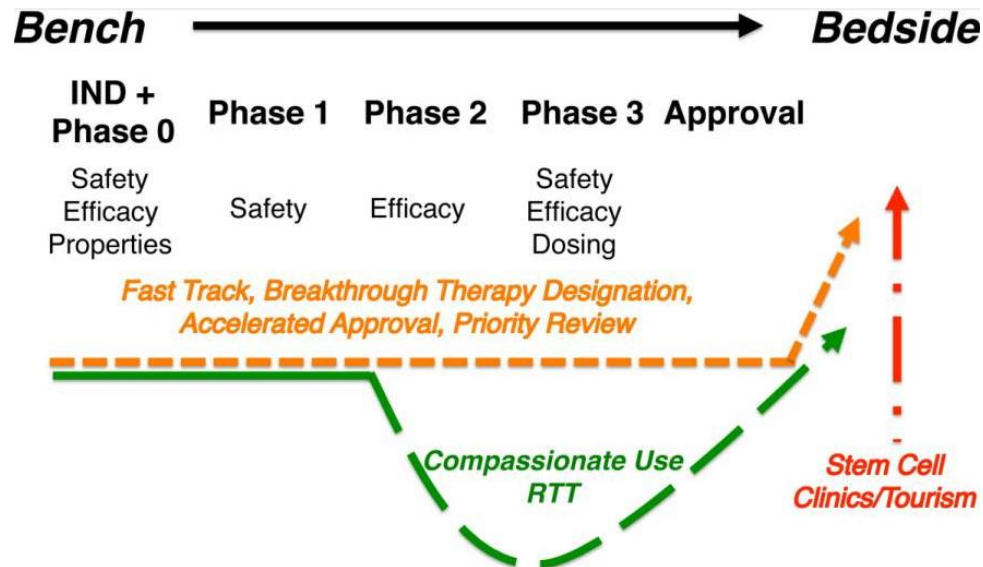 Bench
Bedside
IND +
Phase 0
Phase 1
Phase 2
Phase 3
Approval
Safety
Efficacy
Properties
Safety
Efficacy
Safety
Efficacy
Dosing
Fast Track, Breakthrough Therapy Designation,
Accelerated Approval, Priority Review
Compassionate Use
RTT
Stem Cell
Clinics/Tourism